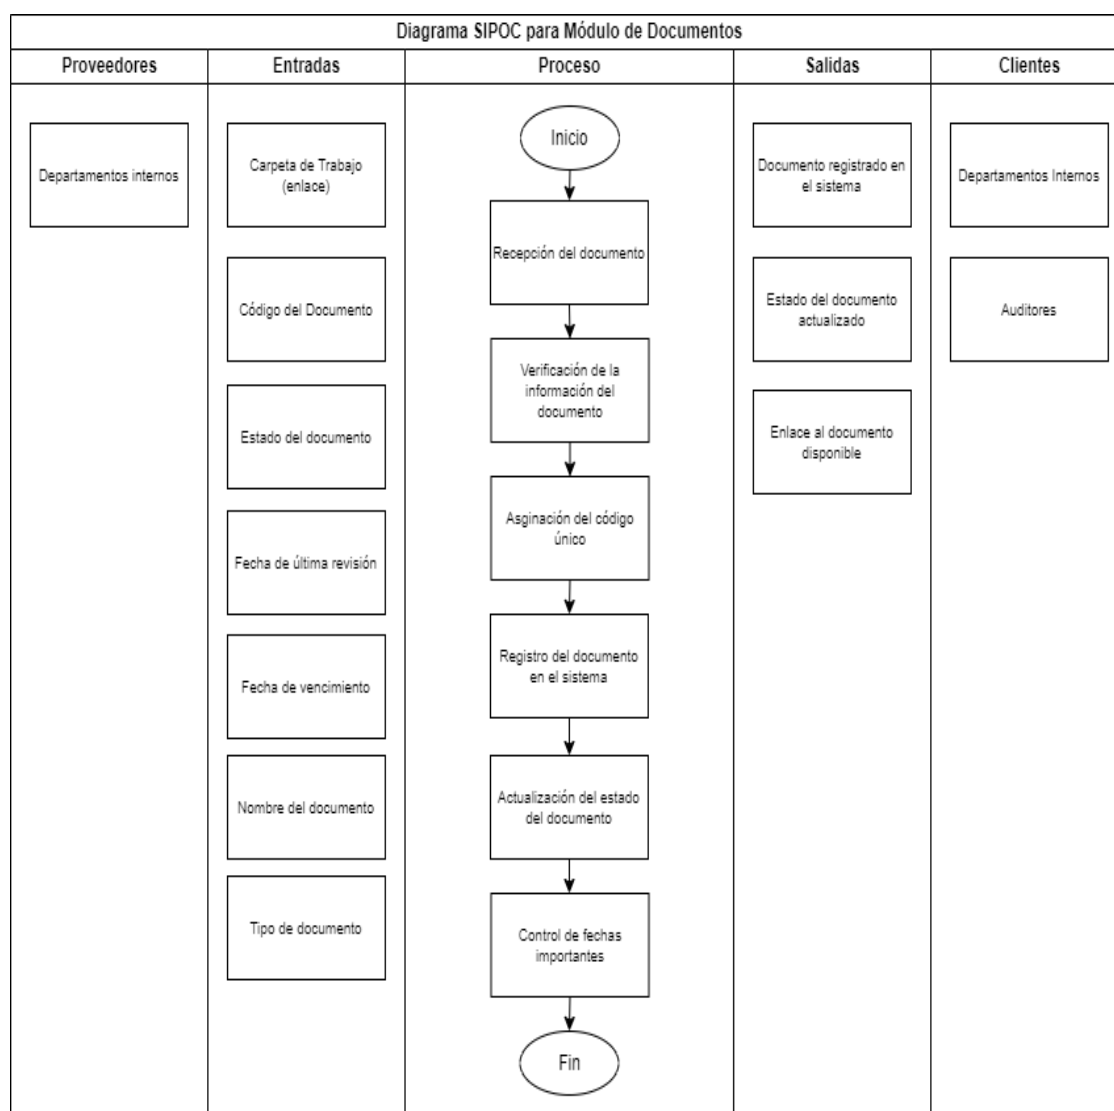 Diagrama SIPOC para Módulo de Documentos
Proveedores
Entradas
Proceso
Salidas
Clientes
Departamentos internos
Carpeta de Trabajo
(enlace)
Código del Documento
Estado del documento
Fecha de última revisión
Fecha de vencimiento
Nombre del documento
Tipo de documento
Inicio
Recepción del documento
Verificación de la
información del
documento
Asginación del código
único
Registro del documento
en el sistema
Actualización del estado
del documento
Control de fechas
importantes
Fin
Documento registrado en
el sistema
Estado del documento
actualizado
Enlace al documento
disponible
Departamentos Internos
Auditores